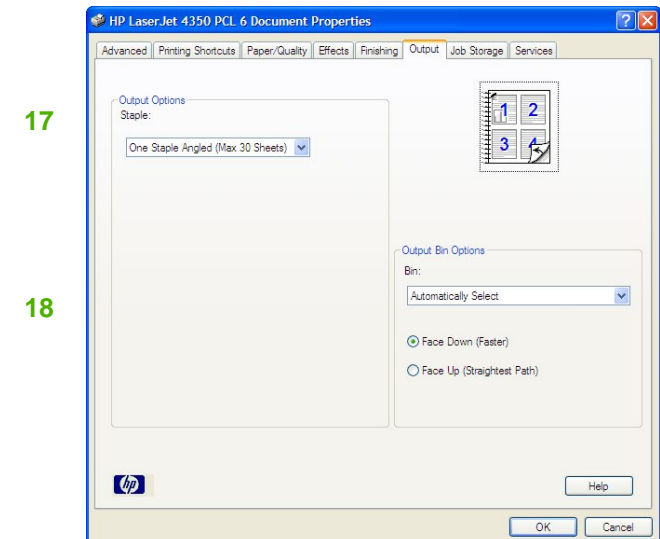 HP LaserJet 4350 PCL 6 Document Properties
Advanced Printing Shortcuts Paper/Quality Effects Finishing Output Job Storage Services
17
Output Options
Staple:
One Staple Angled (Max 30 Sheets)
1 2
3 4
18
Output Bin Options
Bin:
Automatically Select
Face Down (Faster)
Face Up (Straightest Path)
hp
Help
OK Cancel